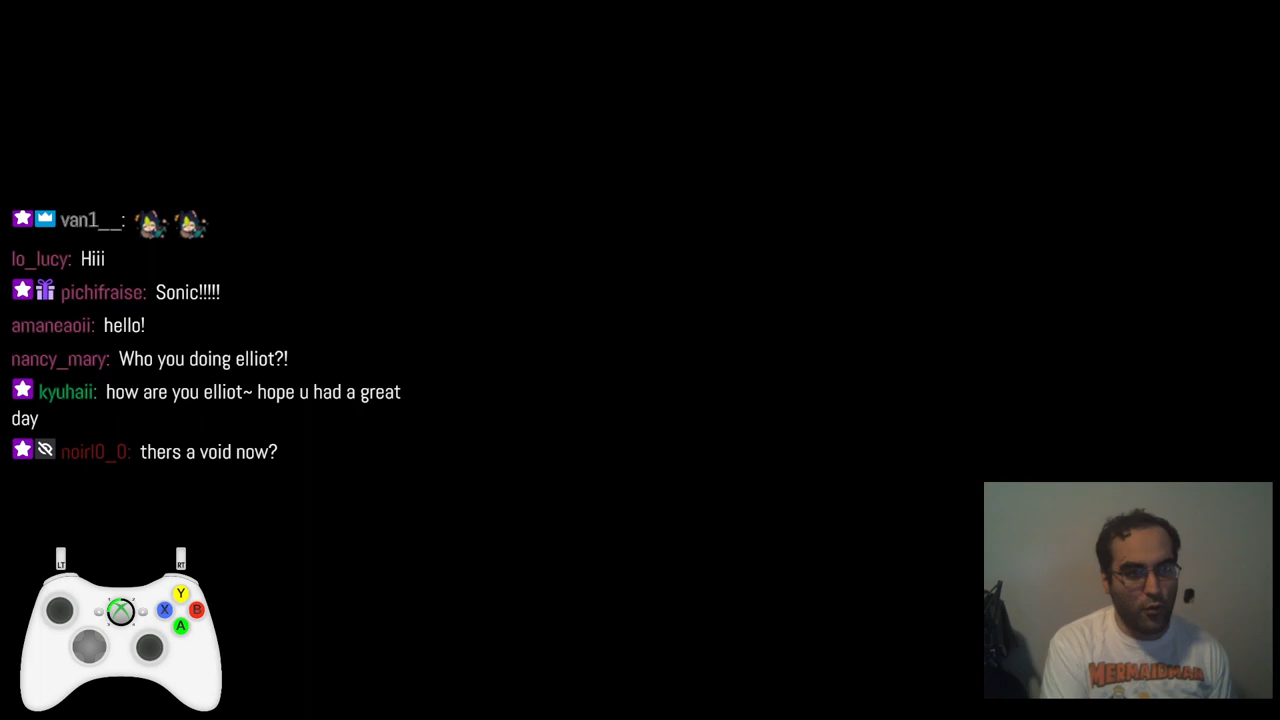 van1__:
lo_lucy: Hiii
pichifraise: Sonic!!!!!
amaneaoii: hello!
nancy_mary: Who you doing elliot?!
kyuhaii: how are you elliot~ hope u had a great
day
noirl0_0: thers a void now?
LT RT
Y
X B
A
MERMAIDMAN